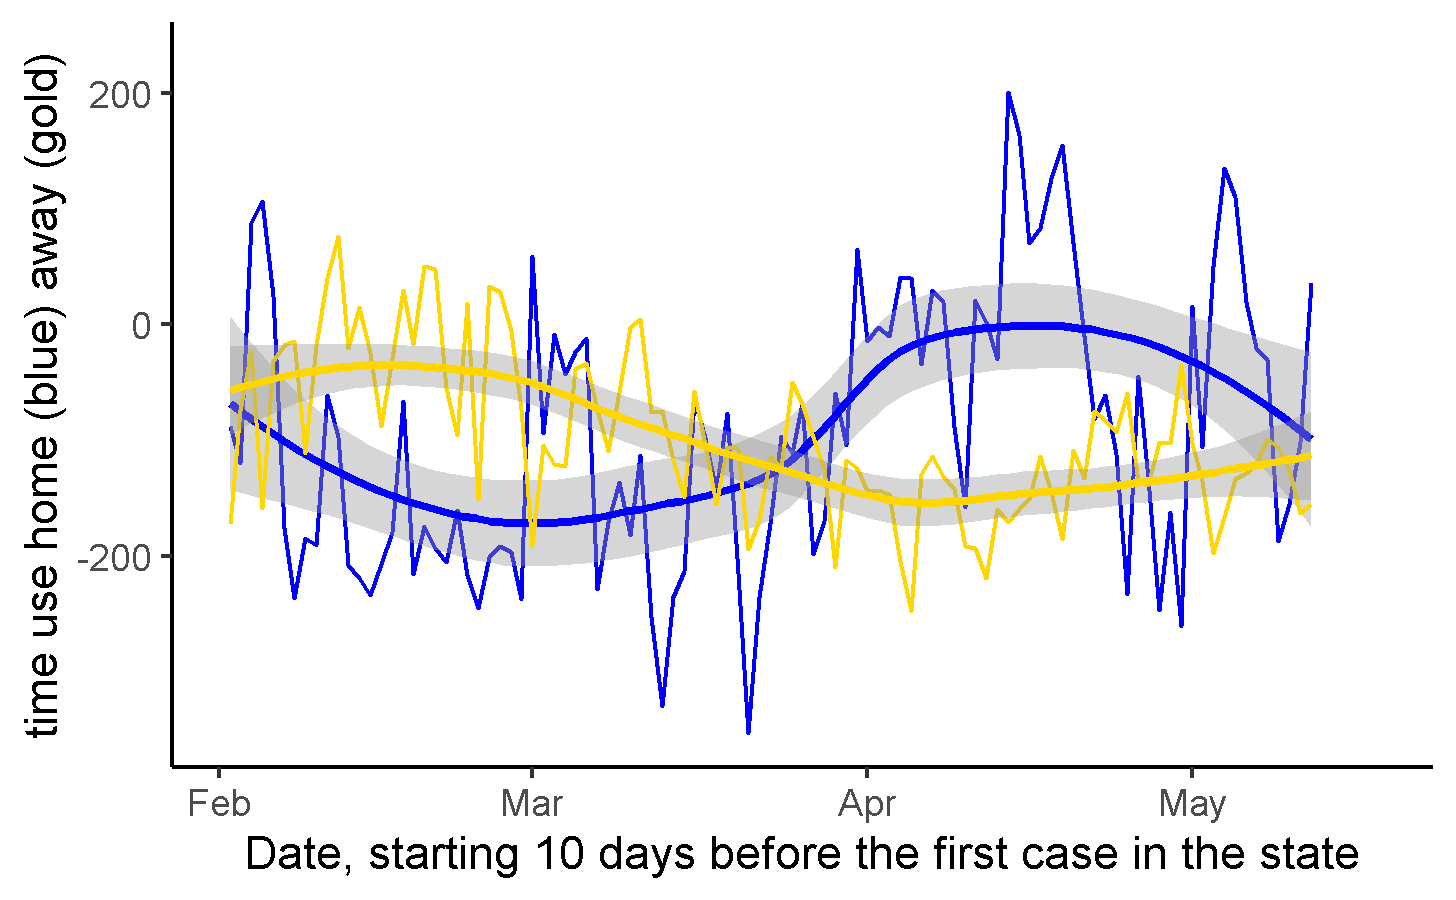 time use home (blue) away (gold)
200
0
-200
Feb Mar Apr May
Date, starting 10 days before the first case in the state